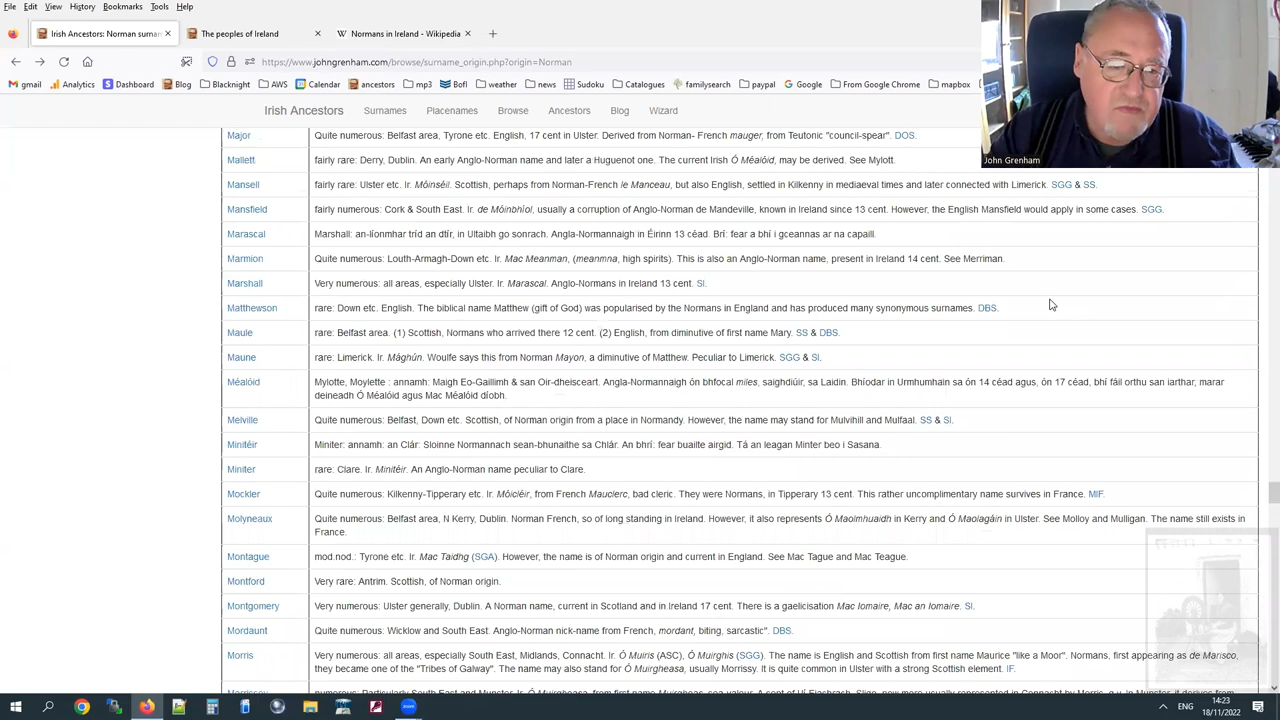 File Edit View History Bookmarks Tools Help
Irish Ancestors: Norman surnam × The peoples of Ireland × Normans in Ireland - Wikipedia × +
https://www.johngrenham.com/browse/surname_origin.php?origin=Norman
gmail Analytics Dashboard Blog Blacknight AWS Calendar ancestors mp3 Bofi weather news Sudoku Catalogues familysearch paypal Google From Google Chrome mapbox
Irish Ancestors Surnames Placenames Browse Ancestors Blog Wizard
John Grenham
Major Quite numerous: Belfast area, Tyrone etc. English, 17 cent in Ulster. Derived from Norman- French mauger, from Teutonic "council-spear". DOS.
Mallett fairly rare: Derry, Dublin. An early Anglo-Norman name and later a Huguenot one. The current Irish Ó Méalóid, may be derived. See Mylott.
Mansell fairly rare: Ulster etc. Ir. Móinséil. Scottish, perhaps from Norman-French le Manceau, but also English, settled in Kilkenny in mediaeval times and later connected with Limerick. SGG & SS.
Mansfield fairly numerous: Cork & South East. Ir. de Móinbhíol, usually a corruption of Anglo-Norman de Mandeville, known in Ireland since 13 cent. However, the English Mansfield would apply in some cases. SGG.
Marascal Marshall: an-líonmhar tríd an dtír, in Ultaibh go sonrach. Angla-Normannaigh in Éirinn 13 céad. Brí: fear a bhí i gceannas ar na capaill.
Marmion Quite numerous: Louth-Armagh-Down etc. Ir. Mac Meanman, (meanmna, high spirits). This is also an Anglo-Norman name, present in Ireland 14 cent. See Merriman.
Marshall Very numerous: all areas, especially Ulster. Ir. Marascal. Anglo-Normans in Ireland 13 cent. SI.
Matthewson rare: Down etc. English. The biblical name Matthew (gift of God) was popularised by the Normans in England and has produced many synonymous surnames. DBS.
Maule rare: Belfast area. (1) Scottish, Normans who arrived there 12 cent. (2) English, from diminutive of first name Mary. SS & DBS.
Maune rare: Limerick. Ir. Mághún. Woulfe says this from Norman Mayon, a diminutive of Matthew. Peculiar to Limerick. SGG & SI.
Méalóid Mylotte, Moylette : annamh: Maigh Eo-Gaillimh & san Oir-dheisceart. Angla-Normannaigh ón bhfocal miles, saighdiúir, sa Laidin. Bhíodar in Urmhumhain sa ón 14 céad agus, ón 17 céad, bhí fáil orthu san iarthar, marar
deineadh Ó Méalóid agus Mac Méalóid díobh.
Melville Quite numerous: Belfast, Down etc. Scottish, of Norman origin from a place in Normandy. However, the name may stand for Mulvihill and Mulfaal. SS & SI.
Minitéir Miniter: annamh: an Clár: Sloinne Normannach sean-bhunaithe sa Chlár. An bhrí: fear buailte airgid. Tá an leagan Minter beo i Sasana.
Miniter rare: Clare. Ir. Minitéir. An Anglo-Norman name peculiar to Clare.
Mockler Quite numerous: Kilkenny-Tipperary etc. Ir. Móicléir, from French Mauclerc, bad cleric. They were Normans, in Tipperary 13 cent. This rather uncomplimentary name survives in France. MIF.
Molyneaux Quite numerous: Belfast area, N Kerry, Dublin. Norman French, so of long standing in Ireland. However, it also represents Ó Maolmhuaidh in Kerry and Ó Maolagáin in Ulster. See Molloy and Mulligan. The name still exists in
France.
Montague mod.nod.: Tyrone etc. Ir. Mac Taidhg (SGA). However, the name is of Norman origin and current in England. See Mac Tague and Mac Teague.
Montford Very rare: Antrim. Scottish, of Norman origin.
Montgomery Very numerous: Ulster generally, Dublin. A Norman name, current in Scotland and in Ireland 17 cent. There is a gaelicisation Mac Iomaire, Mac an Iomaire. SI.
Mordaunt Quite numerous: Wicklow and South East. Anglo-Norman nick-name from French, mordant, biting, sarcastic". DBS.
Morris Very numerous: all areas, especially South East, Midlands, Connacht. Ir. Ó Muiris (ASC), Ó Muirghis (SGG). The name is English and Scottish from first name Maurice "like a Moor". Normans, first appearing as de Marisco,
they became one of the "Tribes of Galway". The name may also stand for Ó Muirgheasa, usually Morrissy. It is quite common in Ulster with a strong Scottish element. IF.
ENG 14:23
18/11/2022